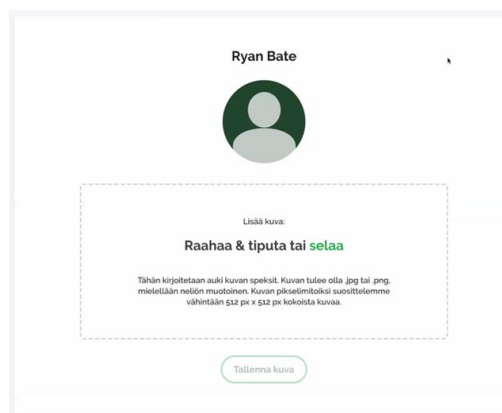 Ryan Bate
Lisää kuva:
Raahaa & tiputa tai selaa
Tähän kirjoitetaan auki kuvan speksit. Kuvan tulee olla .jpg tai .png,
mielellään neliön muotoinen. Kuvan pikselimitoiksi suosittelemme
vähintään 512 px x 512 px kokoista kuvaa.
Tallenna kuva